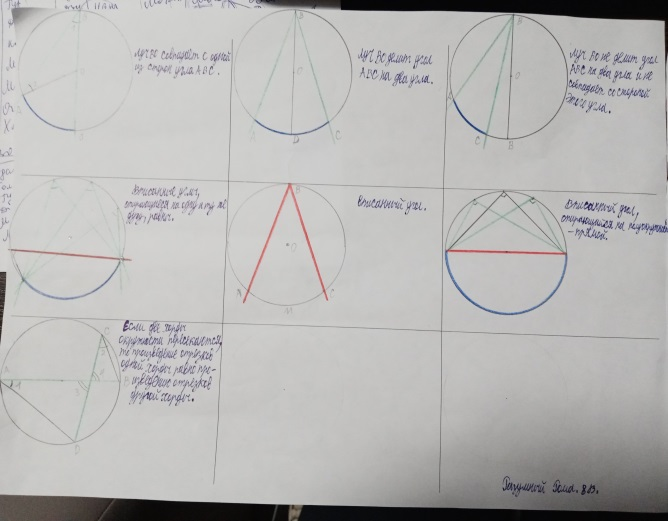 Луч ВО совпадает с одной
из сторон угла АВС.
Луч ВО делит угол
АВС на два угла.
Луч ВО не делит угол
АВС на два угла и не
совпадает со стороной
этого угла.
Вписанные углы,
опирающиеся на одну и ту же
дугу, равны.
Вписанный угол.
Вписанный угол,
опирающийся на полуокружность
- прямой.
Если две хорды
окружности пересекаются,
то произведение отрезков
одной хорды равно про-
изведению отрезков
другой хорды.
В
О
А
D
С
В
О
А
С
В
В
О
А
С
М
А
С
В
D
Разумный Рома. 8